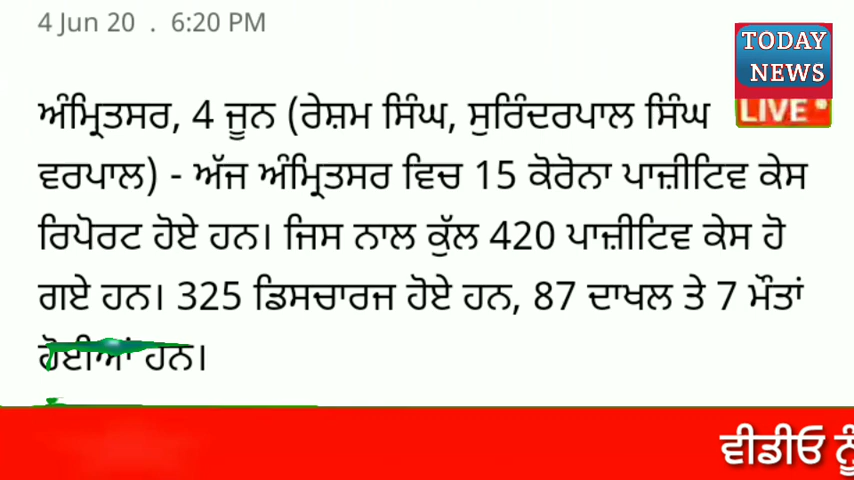 4 Jun 20 . 6:20 PM
TODAY
NEWS
LIVE
ਅੰਮ੍ਰਿਤਸਰ, 4 ਜੂਨ (ਰੇਸ਼ਮ ਸਿੰਘ, ਸੁਰਿੰਦਰਪਾਲ ਸਿੰਘ
ਵਰਪਾਲ) - ਅੱਜ ਅੰਮ੍ਰਿਤਸਰ ਵਿਚ 15 ਕੋਰੋਨਾ ਪਾਜ਼ੀਟਿਵ ਕੇਸ
ਰਿਪੋਰਟ ਹੋਏ ਹਨ। ਜਿਸ ਨਾਲ ਕੁੱਲ 420 ਪਾਜ਼ੀਟਿਵ ਕੇਸ ਹੋ
ਗਏ ਹਨ। 325 ਡਿਸਚਾਰਜ ਹੋਏ ਹਨ, 87 ਦਾਖਲ ਤੇ 7 ਮੌਤਾਂ
ਹੋਈਆਂ ਹਨ।
ਵੀਡੀਓ ਨੂੰ